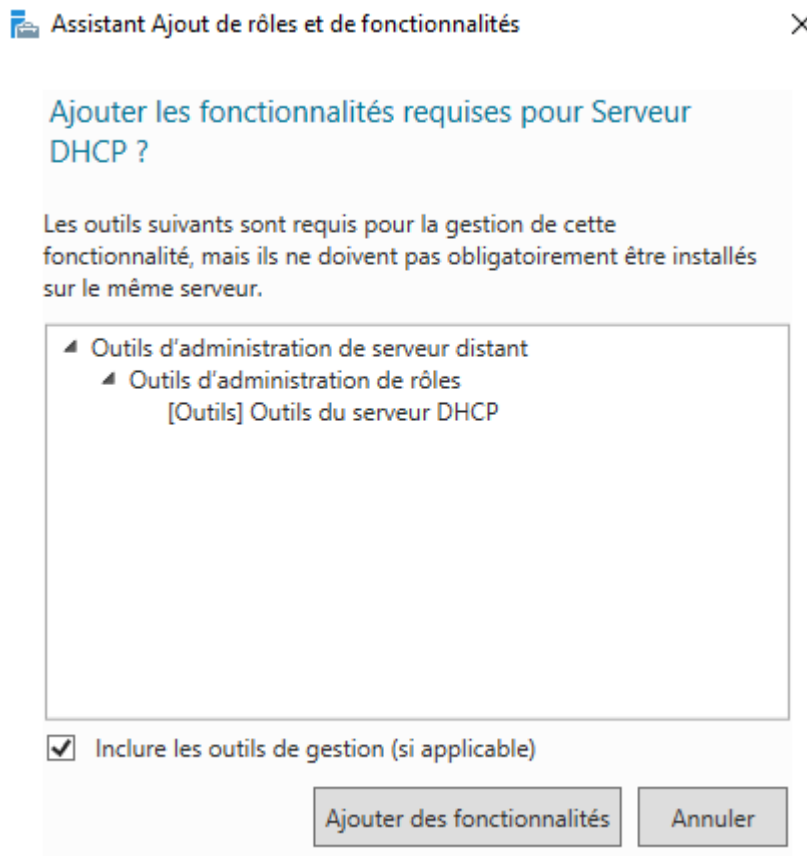 Assistant Ajout de rôles et de fonctionnalités
Ajouter les fonctionnalités requises pour Serveur
DHCP ?
Les outils suivants sont requis pour la gestion de cette
fonctionnalité, mais ils ne doivent pas obligatoirement être installés
sur le même serveur.
Outils d'administration de serveur distant
Outils d'administration de rôles
[Outils] Outils du serveur DHCP
Inclure les outils de gestion (si applicable)
Ajouter des fonctionnalités
Annuler